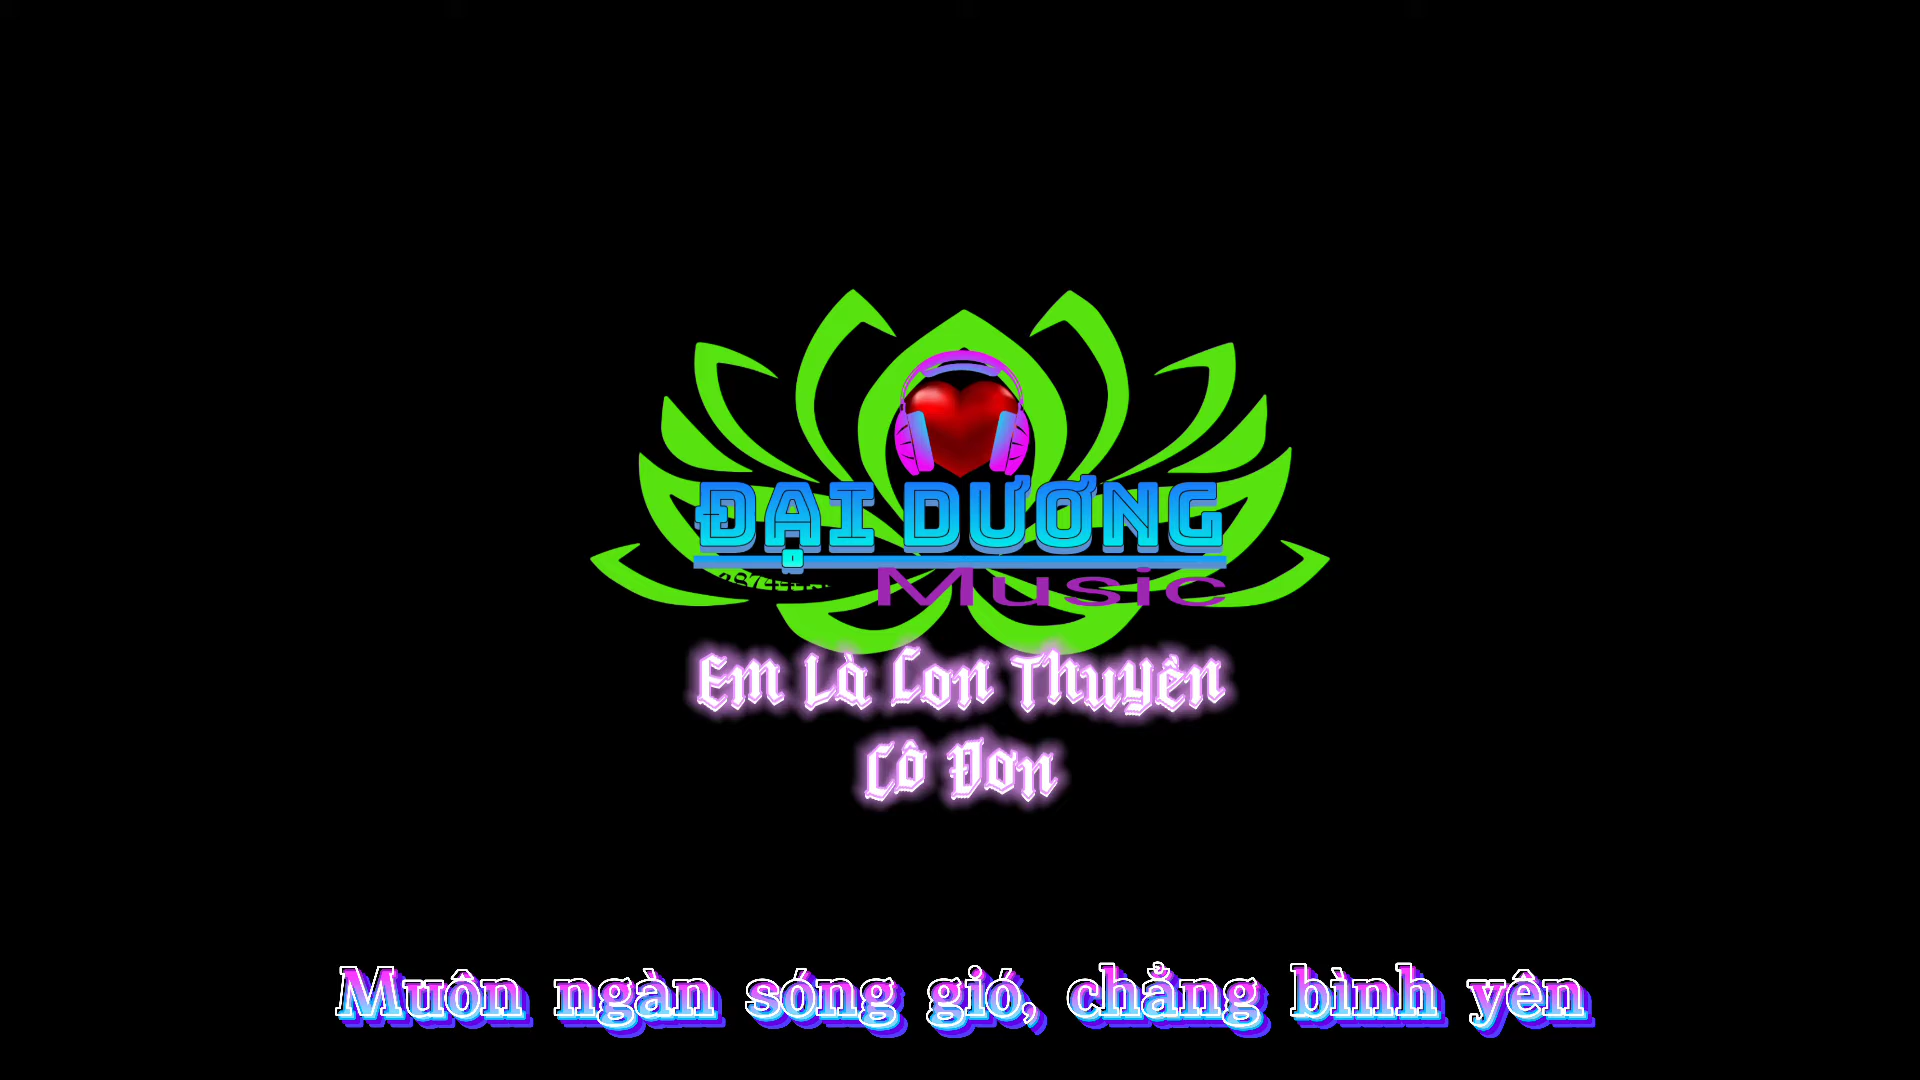 ĐẠI DƯƠNG
Music
Em Là Con Thuyền
Cô Đơn
Muôn ngàn sóng gió, chẳng bình yên